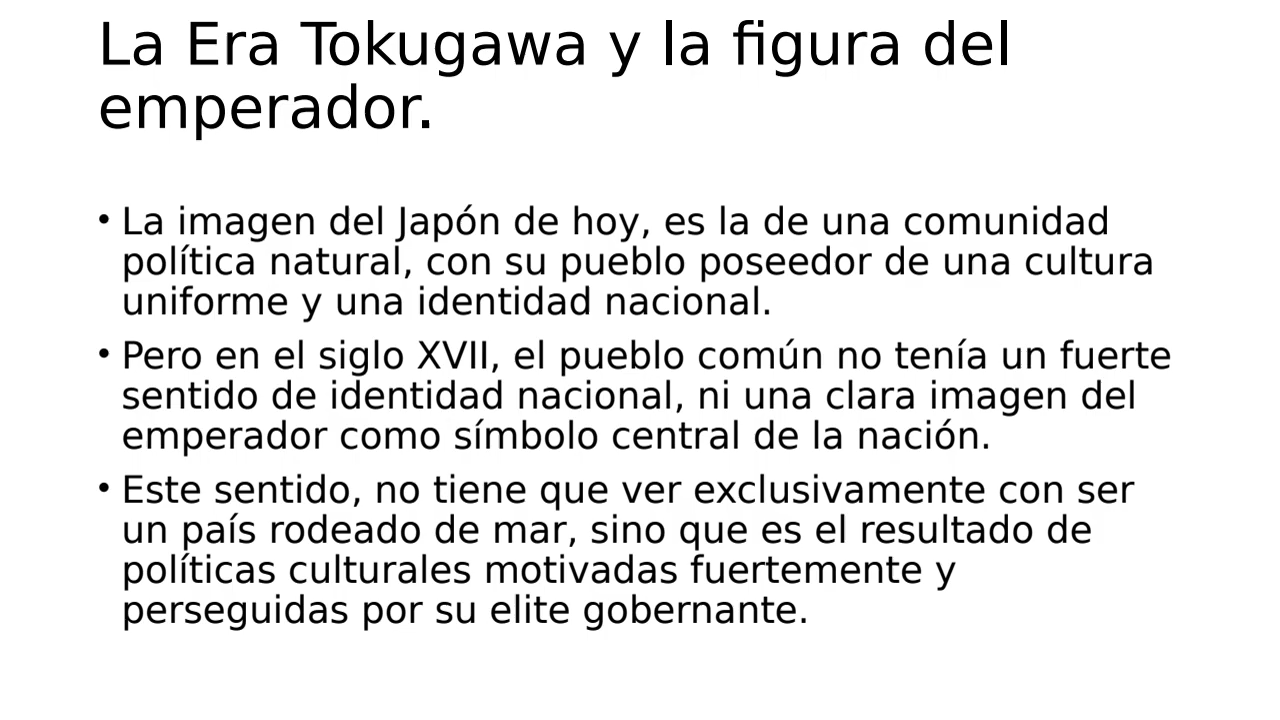 La Era Tokugawa y la figura del
emperador.
• La imagen del Japón de hoy, es la de una comunidad
política natural, con su pueblo poseedor de una cultura
uniforme y una identidad nacional.
• Pero en el siglo XVII, el pueblo común no tenía un fuerte
sentido de identidad nacional, ni una clara imagen del
emperador como símbolo central de la nación.
• Este sentido, no tiene que ver exclusivamente con ser
un país rodeado de mar, sino que es el resultado de
políticas culturales motivadas fuertemente y
perseguidas por su elite gobernante.